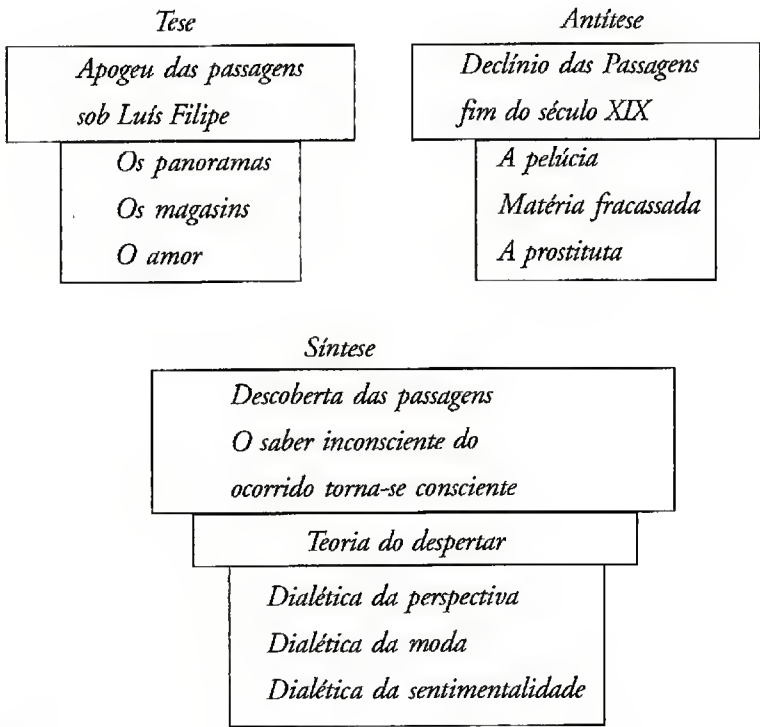 Tese
Apogeu das passagens
sob Luís Filipe
Os panoramas
Os magasins
O amor
Antítese
Declínio das Passagens
fim do século XIX
A pelúcia
Matéria fracassada
A prostituta
Síntese
Descoberta das passagens
O saber inconsciente do
ocorrido torna-se consciente
Teoria do despertar
Dialética da perspectiva
Dialética da moda
Dialética da sentimentalidade